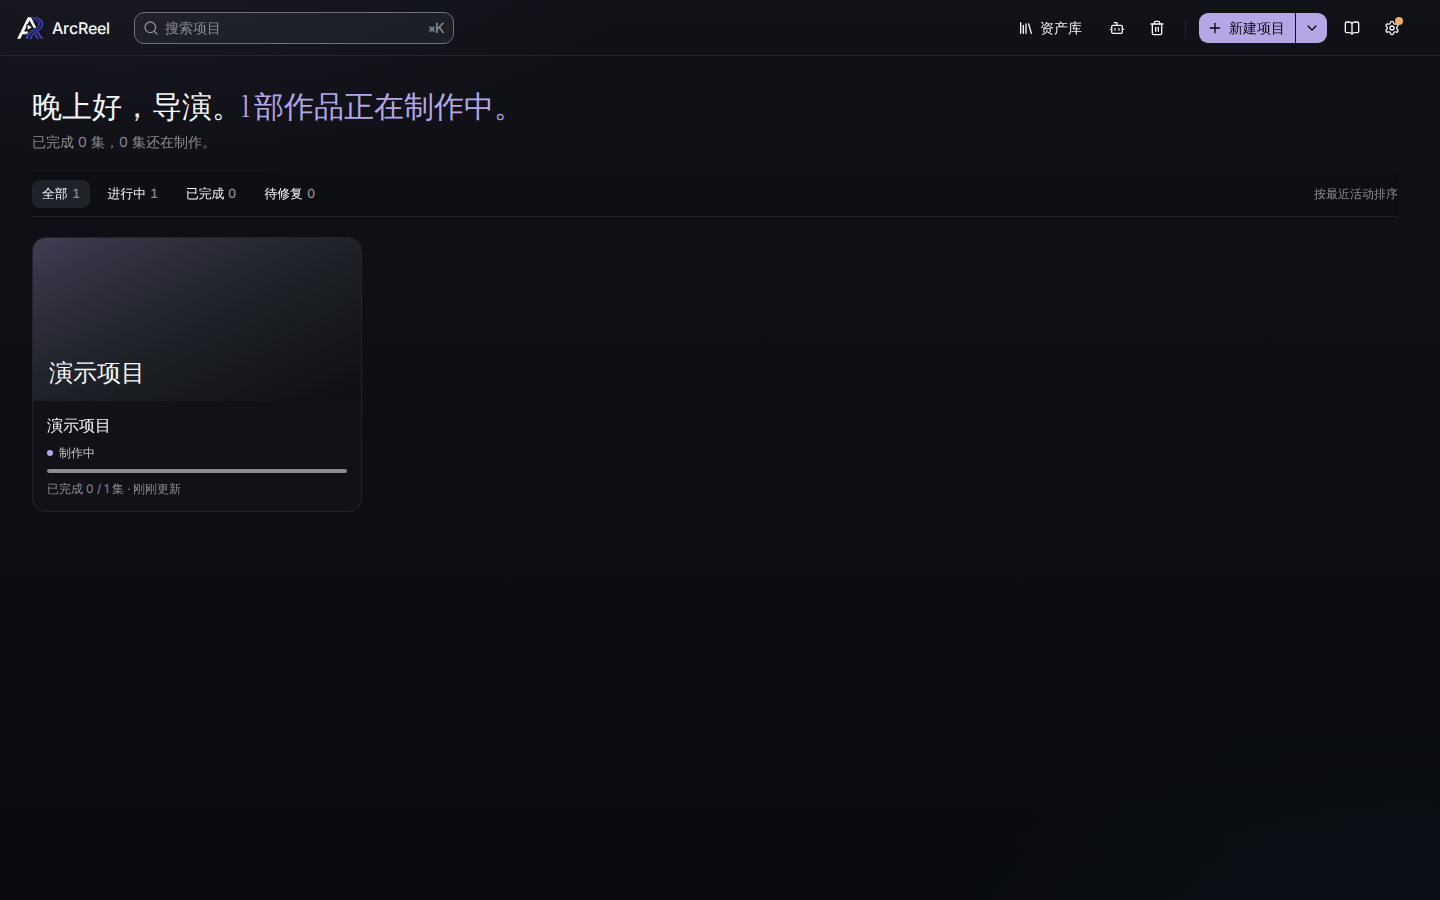 ArcReel
搜索项目
⌘K
资产库
新建项目
晚上好，导演。1 部作品正在制作中。
已完成 0 集，0 集还在制作。
全部 1
进行中 1
已完成 0
待修复 0
按最近活动排序
演示项目
演示项目
制作中
已完成 0 / 1 集 · 刚刚更新